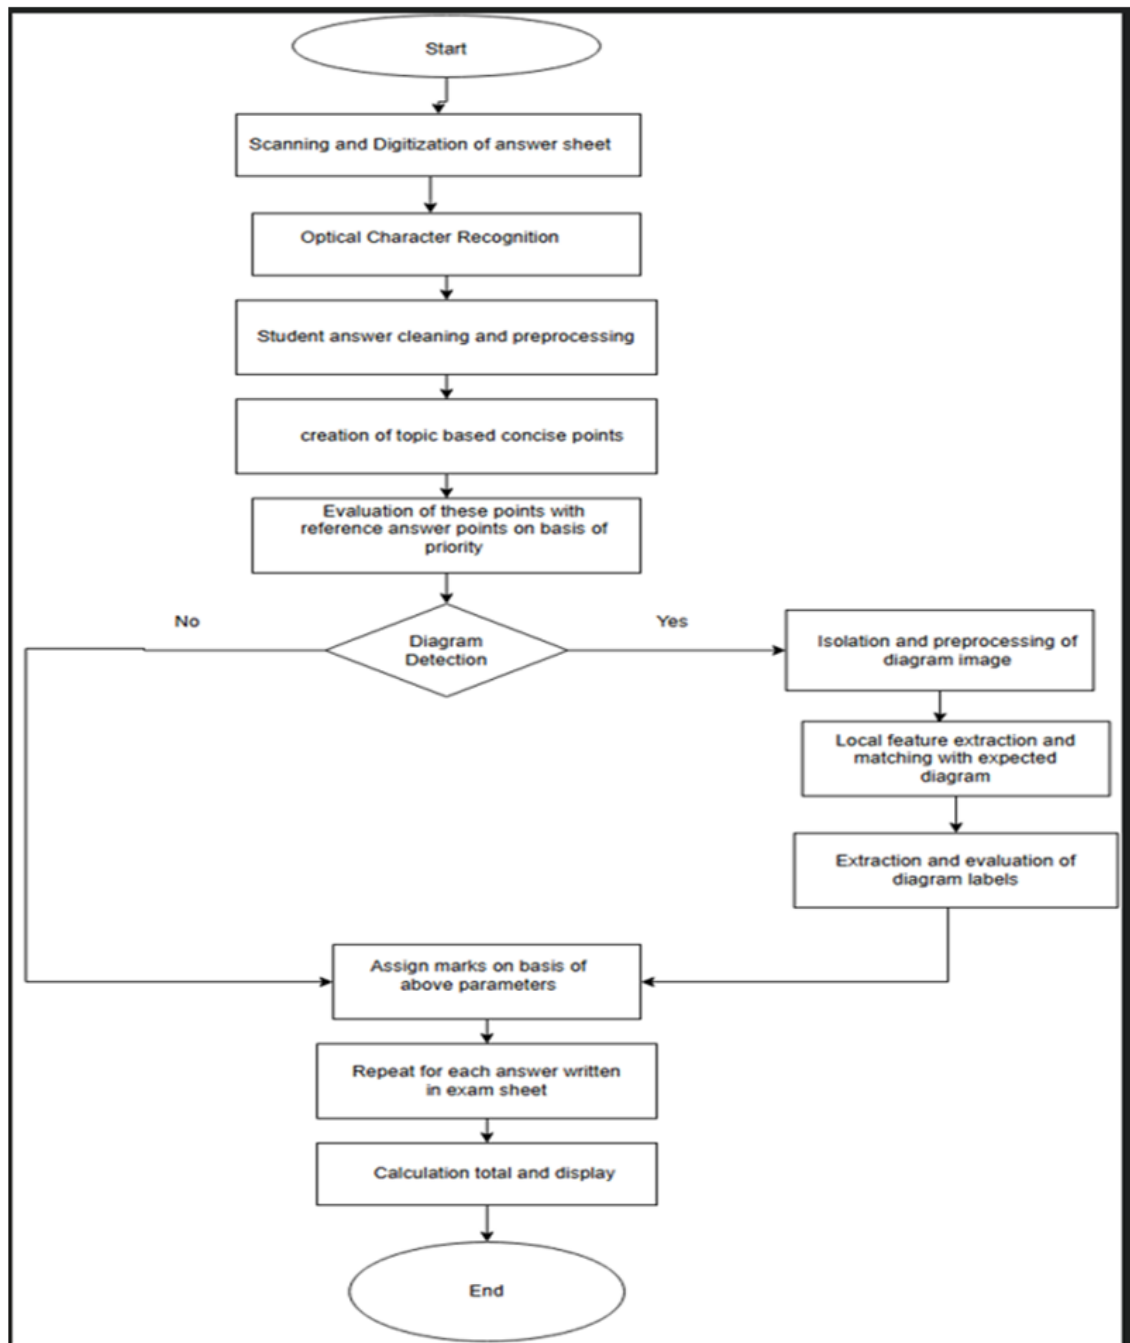 Start
Scanning and Digitization of answer sheet
Optical Character Recognition
Student answer cleaning and preprocessing
creation of topic based concise points
Evaluation of these points with
reference answer points on basis of
priority
No
Diagram
Detection
Yes
Isolation and preprocessing of
diagram image
Local feature extraction and
matching with expected
diagram
Extraction and evaluation of
diagram labels
Assign marks on basis of
above parameters
Repeat for each answer written
in exam sheet
Calculation total and display
End